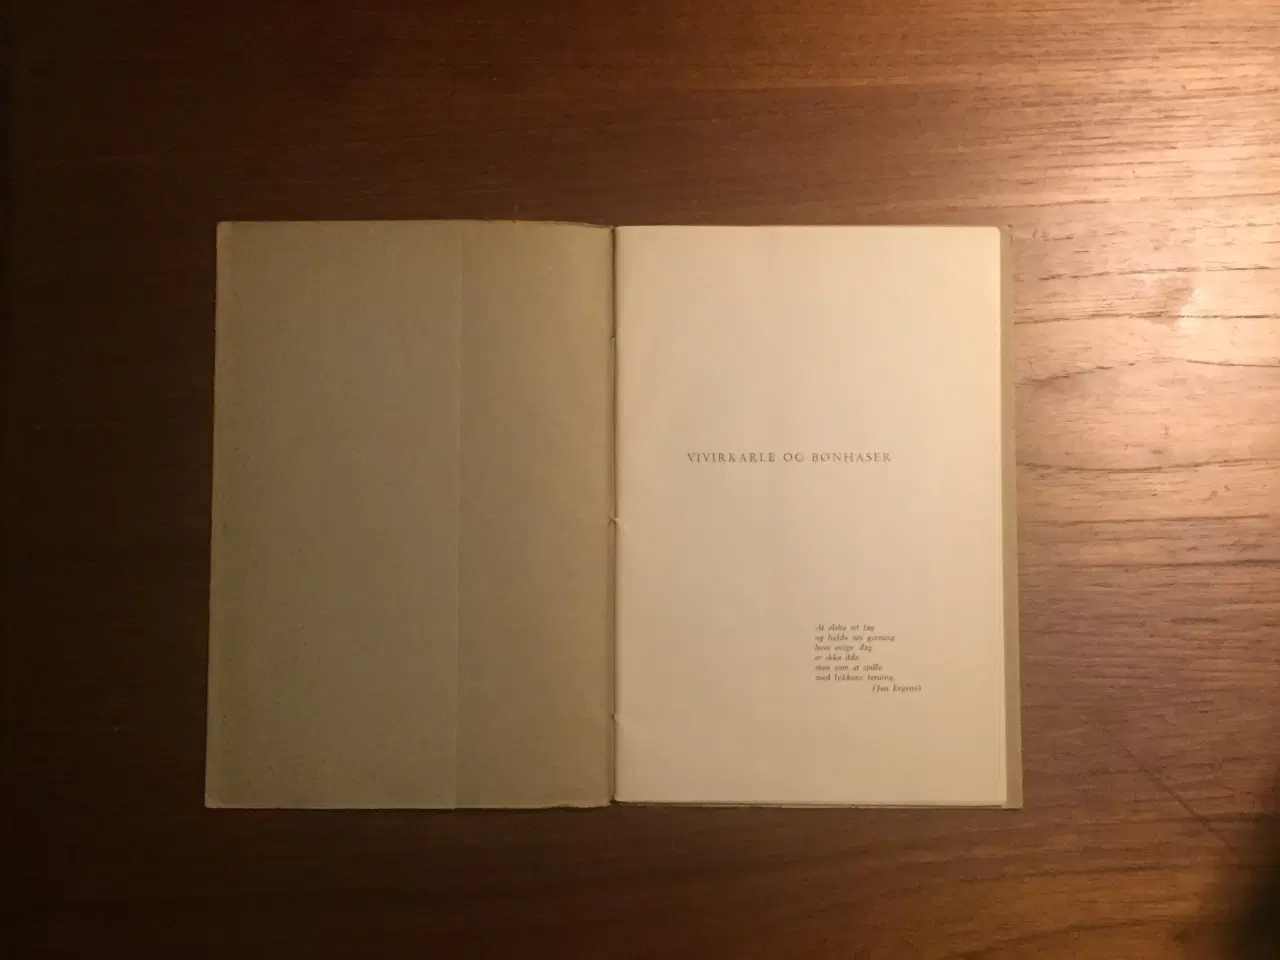 VIVIRKARLE OG BØNHASER
At elske sit fag
og holde sin gerning
hver evige dag
er ikke ilde
men som at spille
med lykkens terning.
(Jan Ergens)